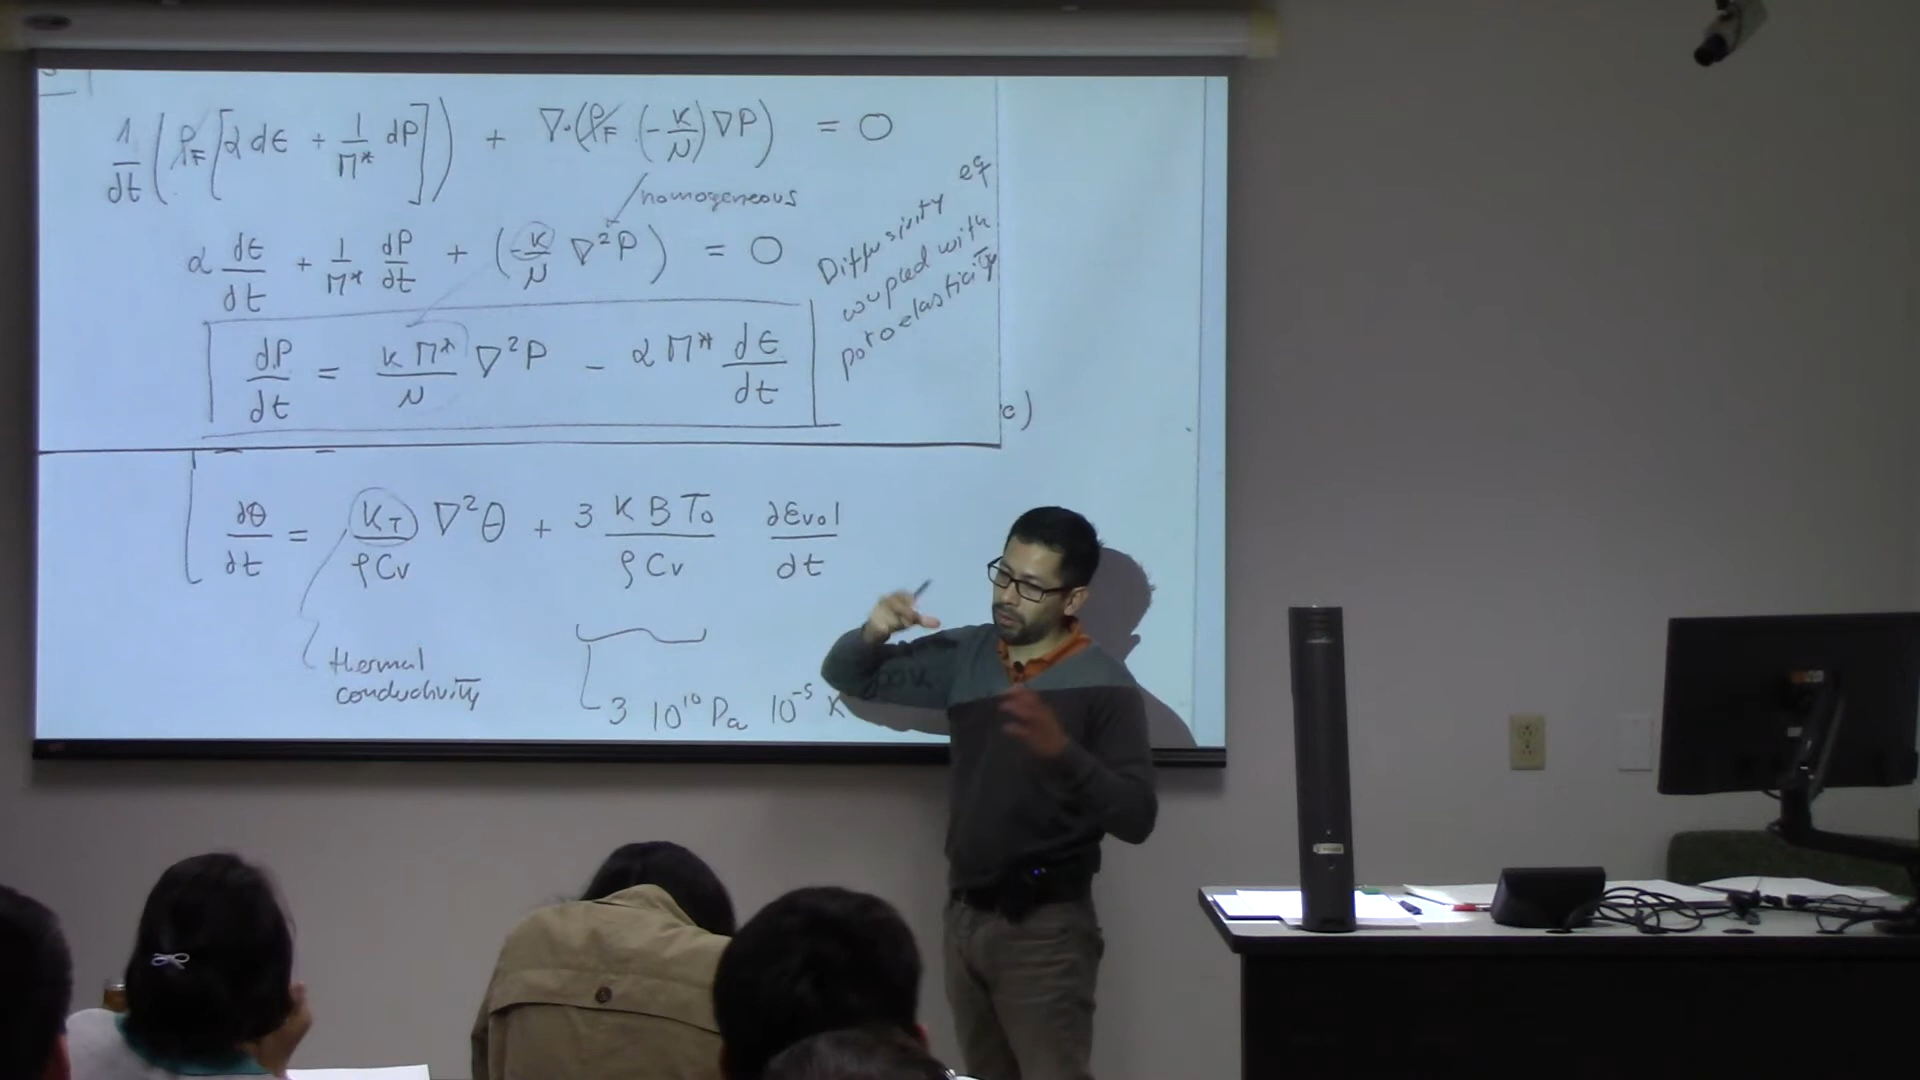 1/dt (ρF [α dε + 1/M* dP]) + ∇·(ρF (-k/μ) ∇P) = 0
homogeneous
α dε/dt + 1/M* dP/dt + (-k/μ ∇²P) = 0
dP/dt = k M*/μ ∇²P - α M* dε/dt
Diffusivity eq
coupled with
poroelasticity
c)
∂θ/∂t = k_T/ρCv ∇²θ + 3 K B T₀/ρCv ∂εvol/∂t
thermal
conductivity
3 10¹⁰ Pa 10⁻⁵ K